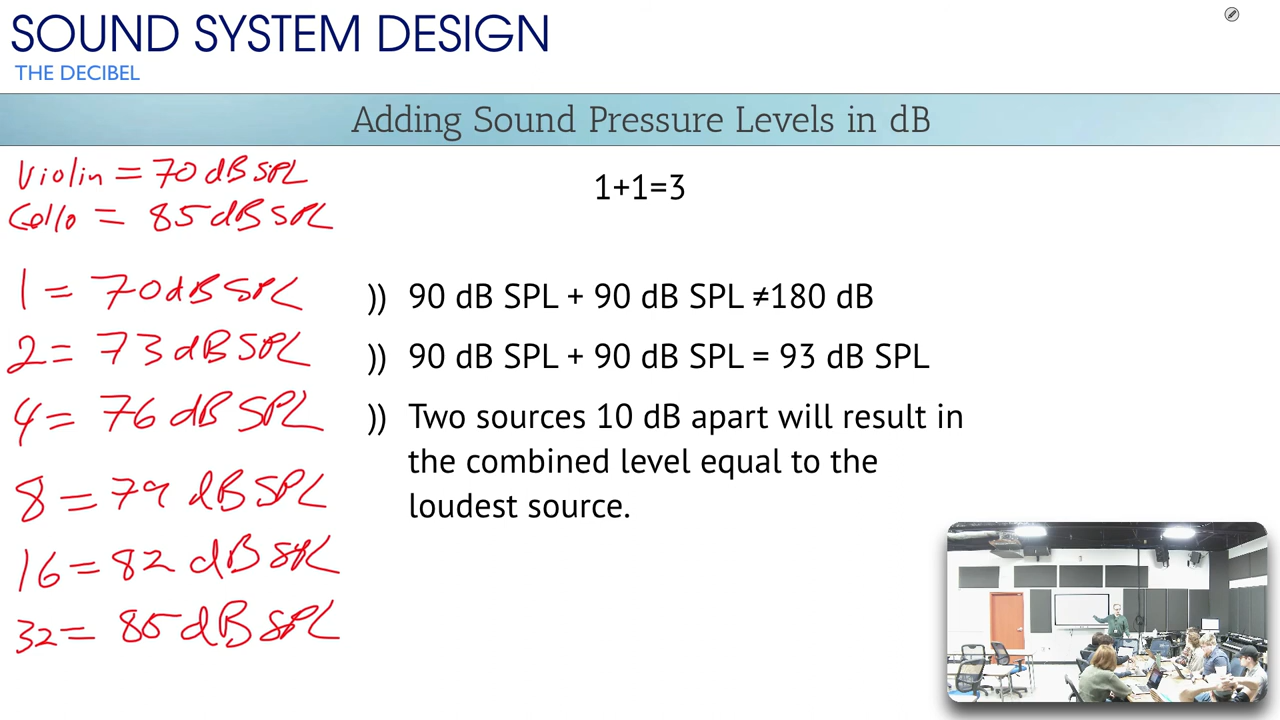 SOUND SYSTEM DESIGN
THE DECIBEL
Adding Sound Pressure Levels in dB
Violin = 70 dB SPL
Cello = 85 dB SPL
1 = 70 dB SPL
2 = 73 dB SPL
4 = 76 dB SPL
8 = 79 dB SPL
16 = 82 dB SPL
32 = 85 dB SPL
1+1=3
)) 90 dB SPL + 90 dB SPL ≠180 dB
)) 90 dB SPL + 90 dB SPL = 93 dB SPL
)) Two sources 10 dB apart will result in
the combined level equal to the
loudest source.